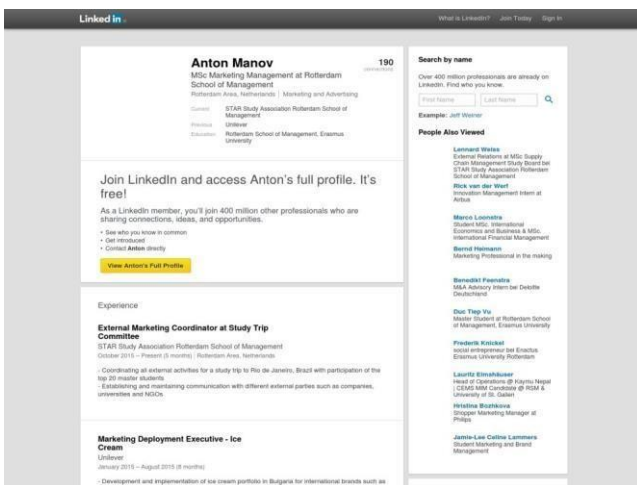 Linked in
What is LinkedIn? Join Today Sign In
Anton Manov
190
MSc Marketing Management at Rotterdam
School of Management
Rotterdam Area, Netherlands | Marketing and Advertising
Current STAR Study Association Rotterdam School of
Management
Previous Unilever
Education Rotterdam School of Management, Erasmus
University
Join LinkedIn and access Anton's full profile. It's
free!
As a LinkedIn member, you'll join 400 million other professionals who are
sharing connections, ideas, and opportunities.
• See who you know in common
• Get introduced
• Contact Anton directly
View Anton's Full Profile
Experience
External Marketing Coordinator at Study Trip
Committee
STAR Study Association Rotterdam School of Management
October 2015 – Present (5 months) | Rotterdam Area, Netherlands
- Coordinating all external activities for a study trip to Rio de Janeiro, Brazil with participation of the
top 20 master students
- Establishing and maintaining communication with different external parties such as companies,
universities and NGOs
Marketing Deployment Executive - Ice
Cream
Unilever
January 2015 – August 2015 (8 months)
- Development and implementation of ice cream portfolio in Bulgaria for international brands such as
Search by name
Over 400 million professionals are already on
LinkedIn. Find who you know.
First Name Last Name
Example: Jeff Weiner
People Also Viewed
Lennard Weles
External Relations at MSc Supply
Chain Management Study Board bei
STAR Study Association Rotterdam
School of Management
Rick van der Werf
Innovation Management Intern at
Airbus
Marco Loonstra
Student MSc. International
Economics and Business & MSc.
International Financial Management
Bernd Heimann
Marketing Professional in the making
Benedikt Feenstra
M&A Advisory Intern bei Deloitte
Deutschland
Duc Tiep Vu
Master Student at Rotterdam School
of Management, Erasmus University
Frederik Knickel
social entrepreneur bei Enactus
Erasmus University Rotterdam
Lauritz Elmshäuser
Head of Operations @ Kaymu Nepal
| CEMS MIM Candidate @ RSM &
University of St. Gallen
Hristina Bozhkova
Shopper Marketing Manager at
Philips
Jamie-Lee Celine Lammers
Student Marketing and Brand
Management